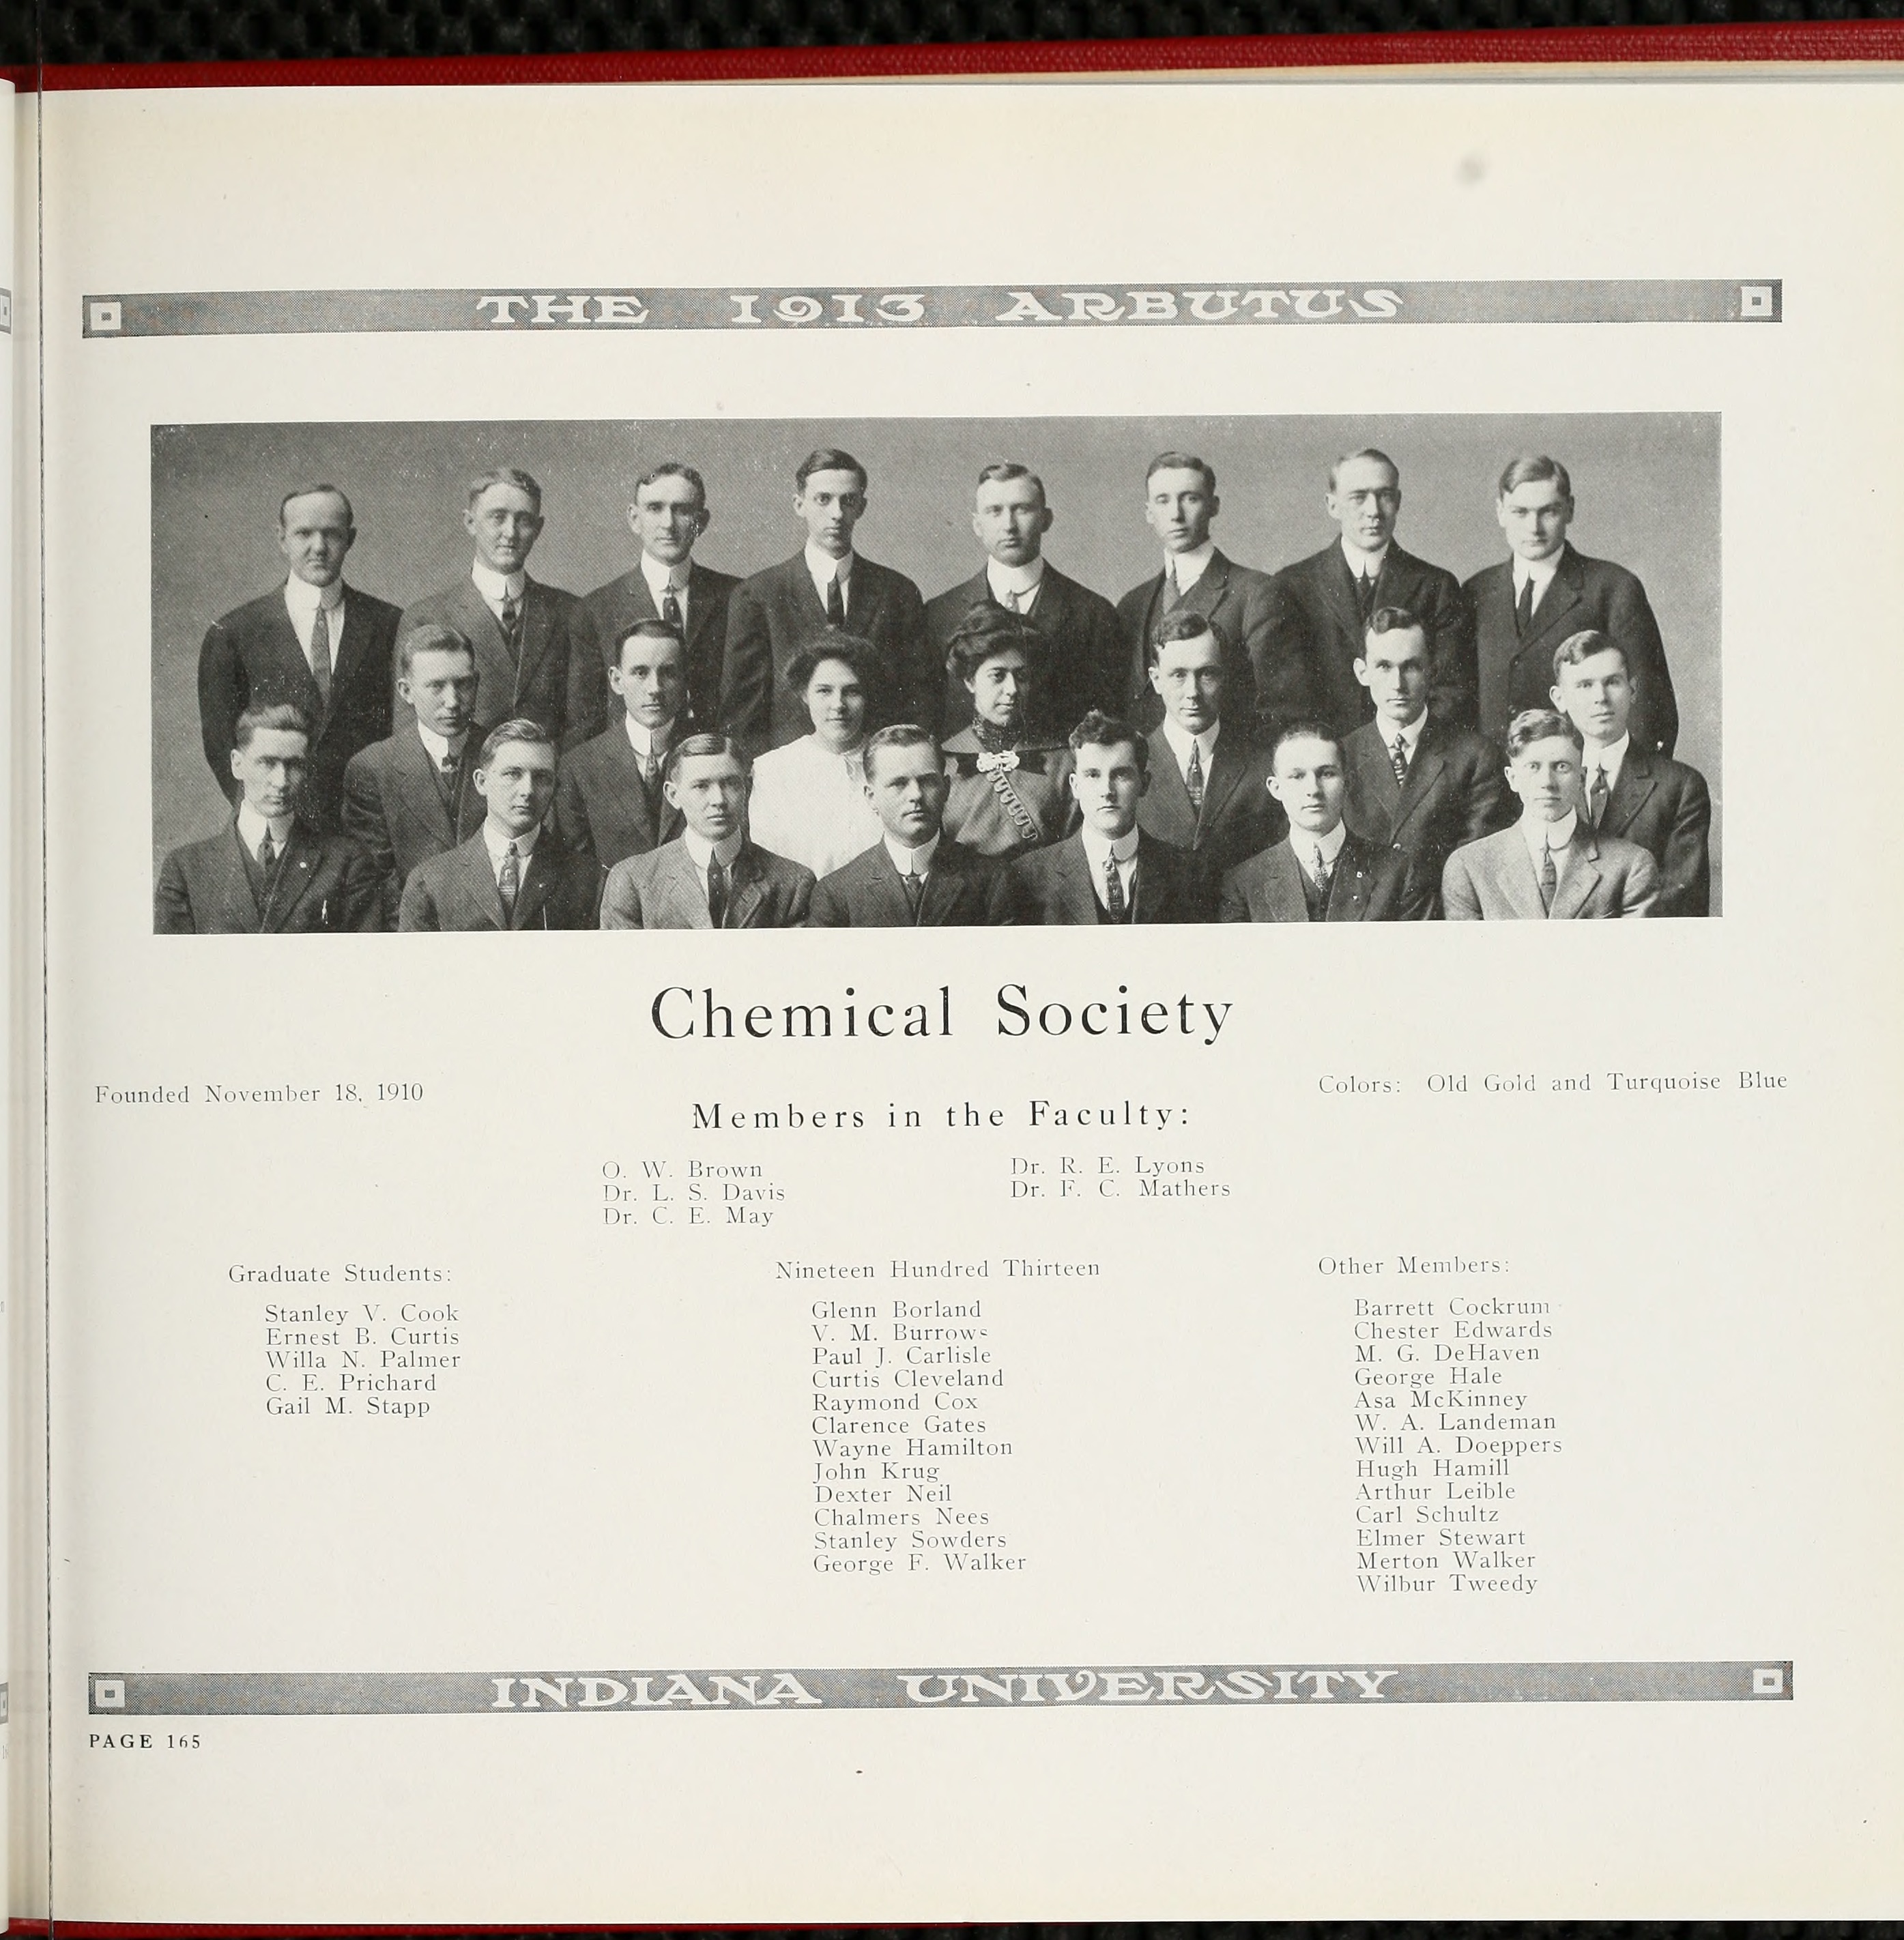 THE 1913 ARBUTUS
Chemical Society
Founded November 18, 1910
Colors: Old Gold and Turquoise Blue
Members in the Faculty:
O. W. Brown
Dr. L. S. Davis
Dr. C. E. May
Dr. R. E. Lyons
Dr. F. C. Mathers
Graduate Students:
Stanley V. Cook
Ernest B. Curtis
Willa N. Palmer
C. E. Prichard
Gail M. Stapp
Nineteen Hundred Thirteen
Glenn Borland
V. M. Burrows
Paul J. Carlisle
Curtis Cleveland
Raymond Cox
Clarence Gates
Wayne Hamilton
John Krug
Dexter Neil
Chalmers Nees
Stanley Sowders
George F. Walker
Other Members:
Barrett Cockrum
Chester Edwards
M. G. DeHaven
George Hale
Asa McKinney
W. A. Landeman
Will A. Doeppers
Hugh Hamill
Arthur Leible
Carl Schultz
Elmer Stewart
Merton Walker
Wilbur Tweedy
INDIANA UNIVERSITY
PAGE 165